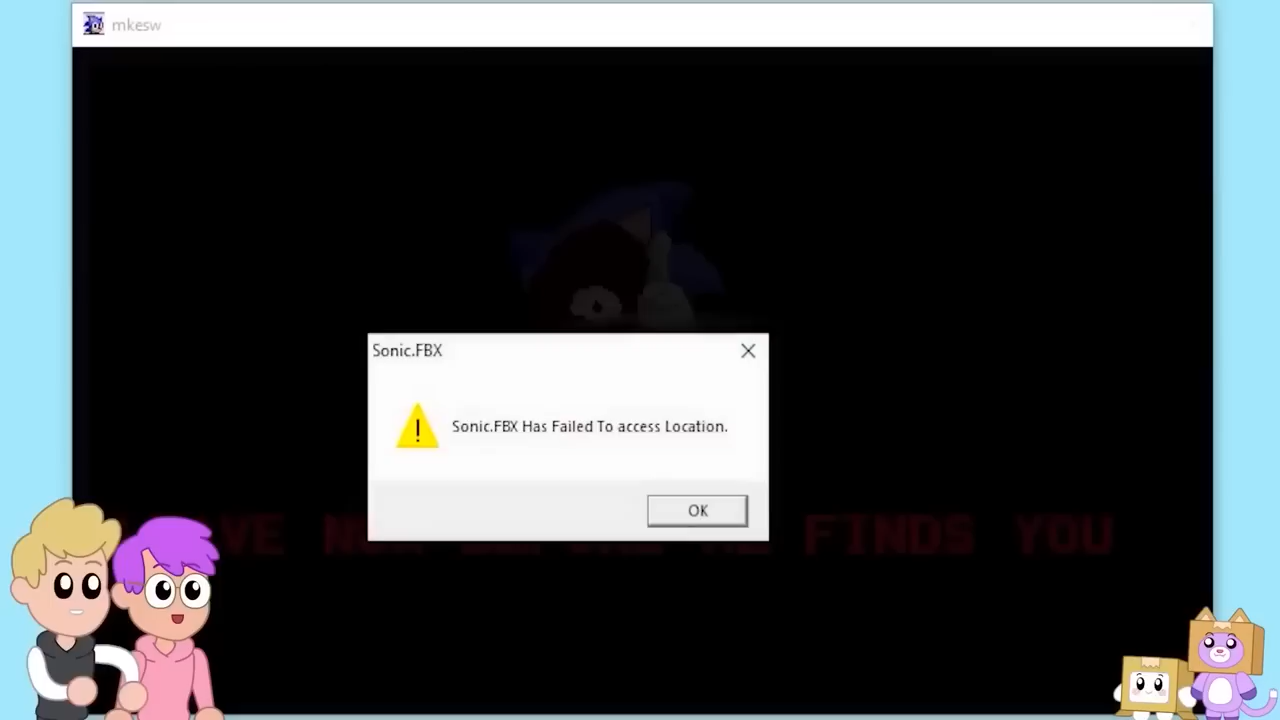 mkesw
Sonic.FBX
Sonic.FBX Has Failed To access Location.
OK
FINDS YOU